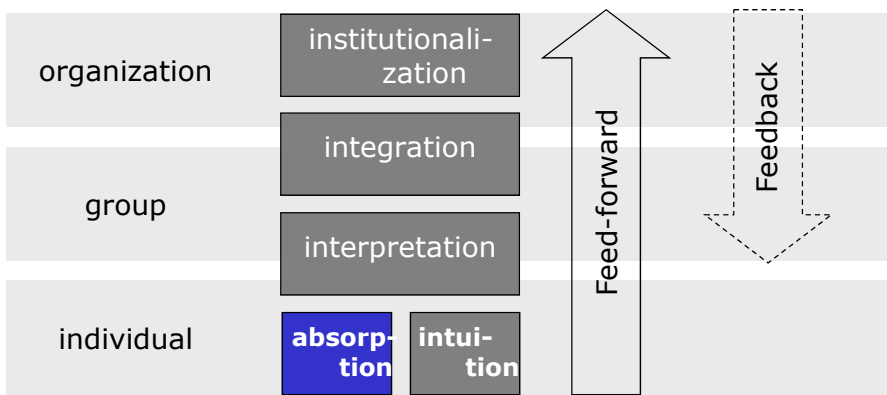 organization
institutionali-
zation
integration
group
interpretation
individual
absorp-
tion
intui-
tion
Feed-forward
Feedback